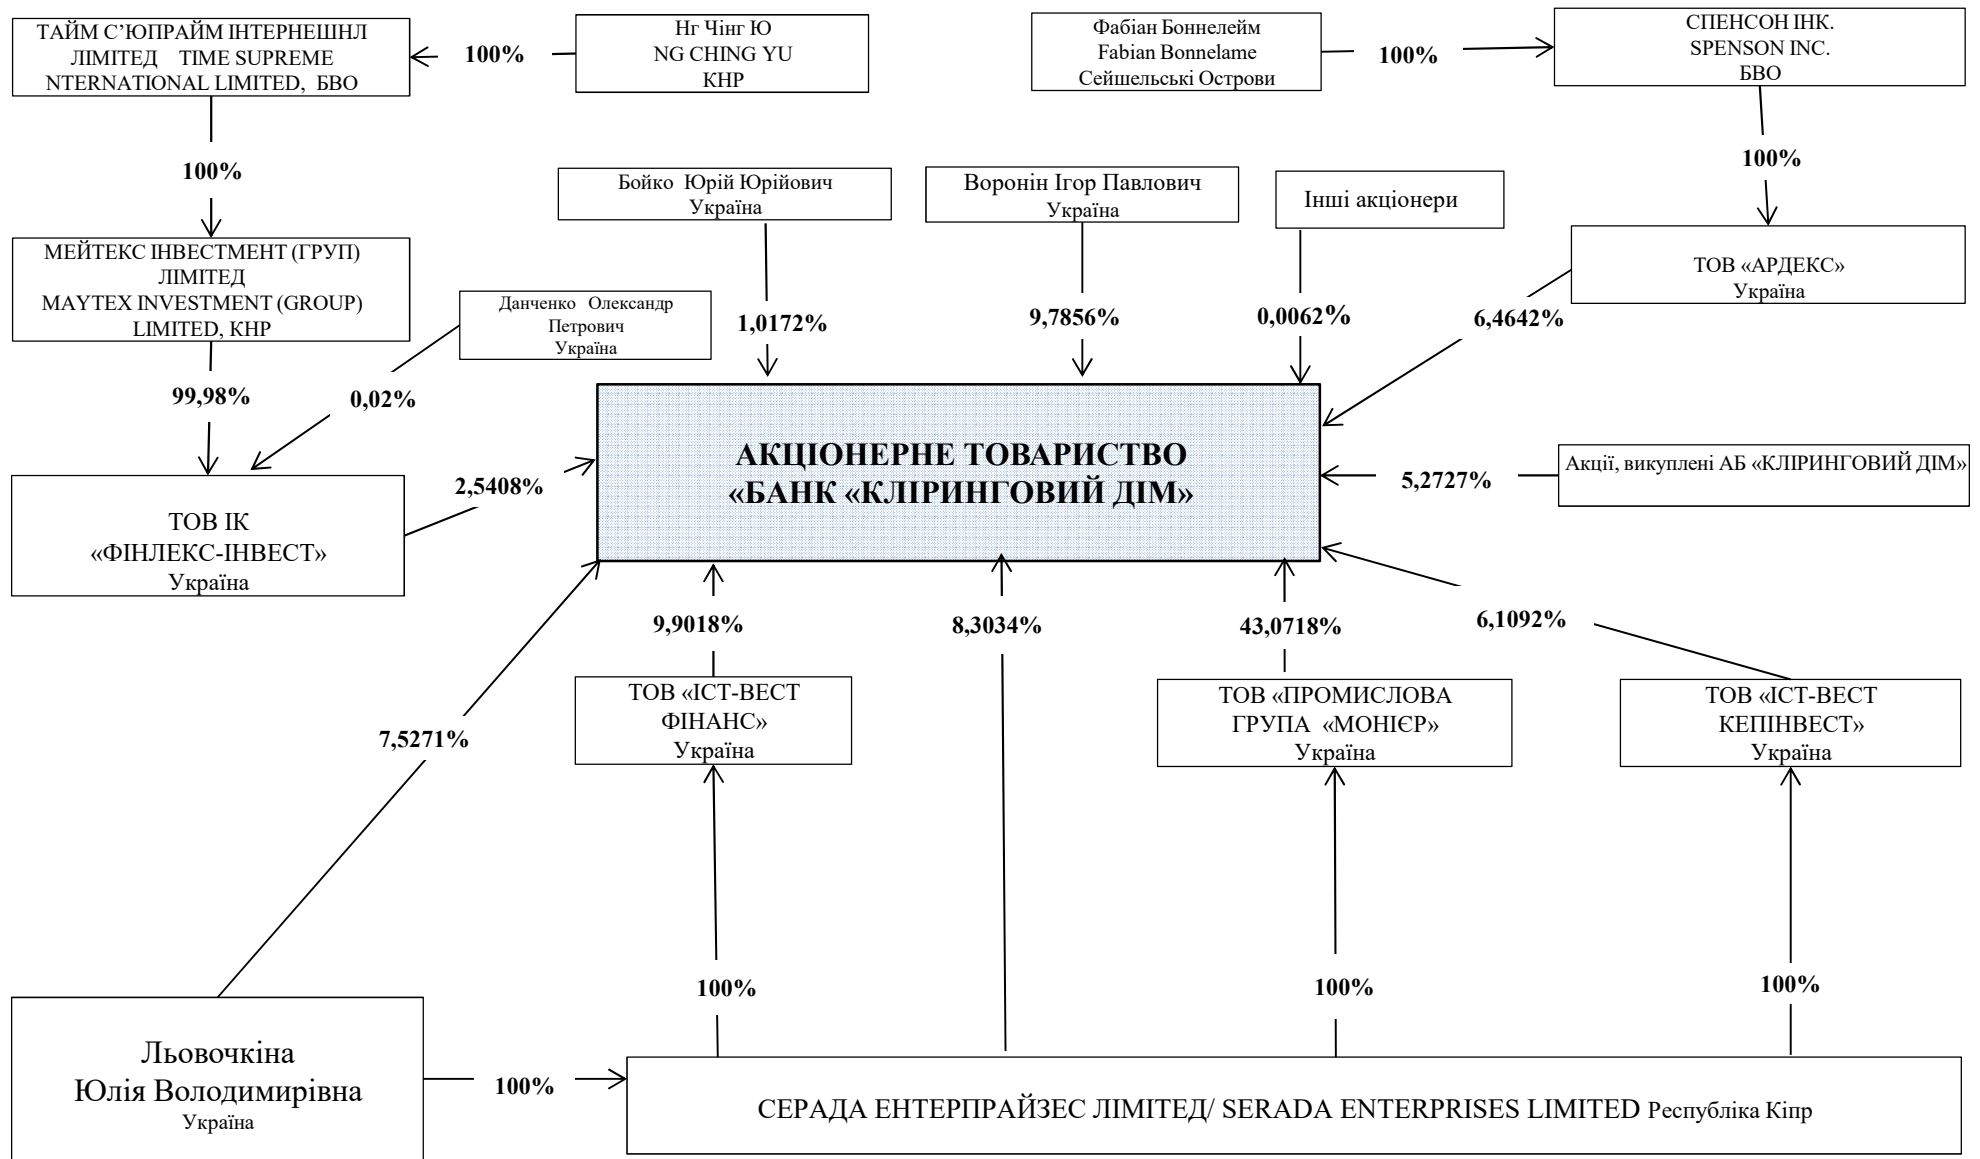 ТАЙМ С’ЮПРАЙМ ІНТЕРНЕШНЛ
ЛІМІТЕД TIME SUPREME
NTERNATIONAL LIMITED, БВО
100%
Нг Чінг Ю
NG CHING YU
КНР
Фабіан Боннелейм
Fabian Bonnelame
Сейшельські Острови
100%
СПЕНСОН ІНК.
SPENSON INC.
БВО
100%
100%
Бойко Юрій Юрійович
Україна
Воронін Ігор Павлович
Україна
Інші акціонери
МЕЙТЕКС ІНВЕСТМЕНТ (ГРУП)
ЛІМІТЕД
MAYTEX INVESTMENT (GROUP)
LIMITED, КНР
ТОВ «АРДЕКС»
Україна
Данченко Олександр
Петрович
Україна
1,0172%
9,7856%
0,0062%
6,4642%
99,98%
0,02%
АКЦІОНЕРНЕ ТОВАРИСТВО
«БАНК «КЛІРИНГОВИЙ ДІМ»
2,5408%
5,2727%
Акції, викуплені АБ «КЛІРИНГОВИЙ ДІМ»
ТОВ ІК
«ФІНЛЕКС-ІНВЕСТ»
Україна
9,9018%
8,3034%
43,0718%
6,1092%
7,5271%
ТОВ «ІСТ-ВЕСТ
ФІНАНС»
Україна
ТОВ «ПРОМИСЛОВА
ГРУПА «МОНІЄР»
Україна
ТОВ «ІСТ-ВЕСТ
КЕПІНВЕСТ»
Україна
100%
100%
100%
Льовочкіна
Юлія Володимирівна
Україна
100%
СЕРАДА ЕНТЕРПРАЙЗЕС ЛІМІТЕД/ SERADA ENTERPRISES LIMITED Республіка Кіпр